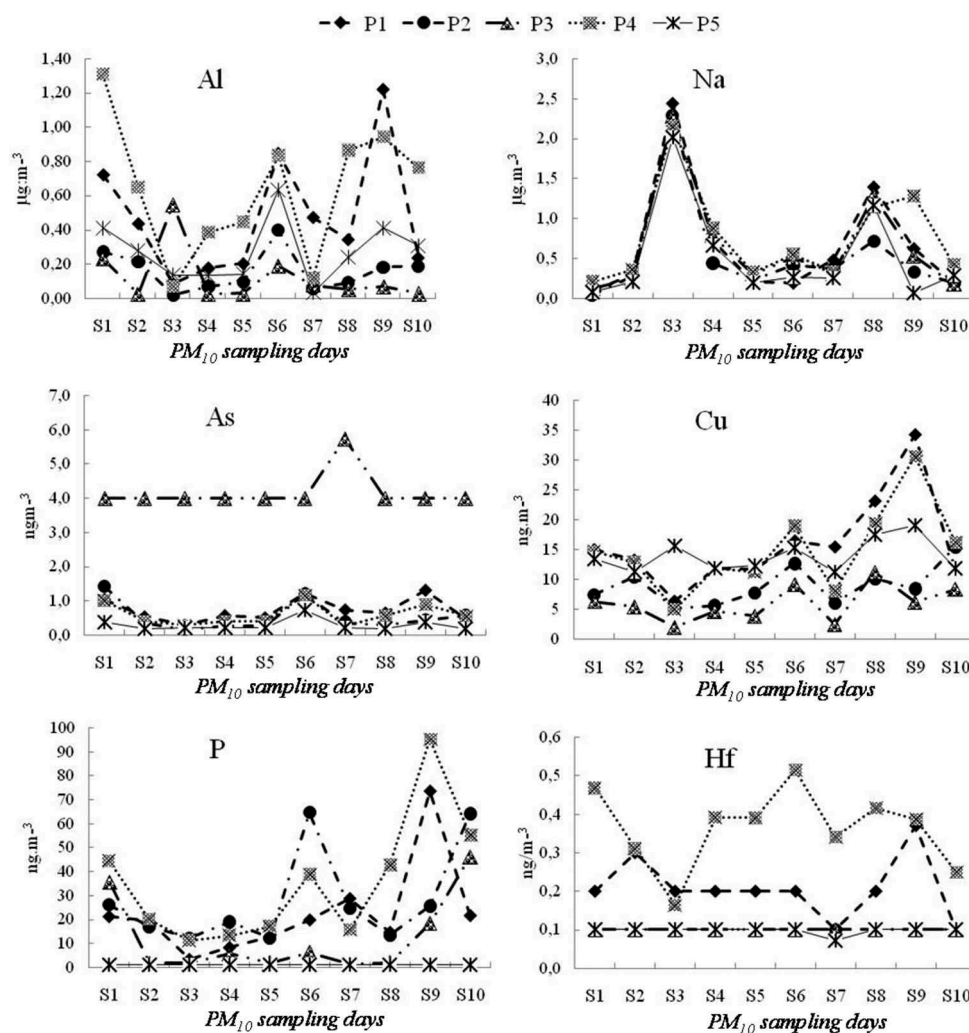 P1 P2 P3 P4 P5
Al
1,40
1,20
1,00
0,80
0,60
0,40
0,20
0,00
µg.m-³
S1 S2 S3 S4 S5 S6 S7 S8 S9 S10
PM10 sampling days
Na
3,0
2,5
2,0
1,5
1,0
0,5
0,0
µg.m-³
S1 S2 S3 S4 S5 S6 S7 S8 S9 S10
PM10 sampling days
As
7,0
6,0
5,0
4,0
3,0
2,0
1,0
0,0
ngm-³
S1 S2 S3 S4 S5 S6 S7 S8 S9 S10
PM10 sampling days
Cu
40
35
30
25
20
15
10
5
0
ng.m-³
S1 S2 S3 S4 S5 S6 S7 S8 S9 S10
PM10 sampling days
P
100
90
80
70
60
50
40
30
20
10
0
ng.m-³
S1 S2 S3 S4 S5 S6 S7 S8 S9 S10
PM10 sampling days
Hf
0,6
0,5
0,4
0,3
0,2
0,1
0,0
ng/m-³
S1 S2 S3 S4 S5 S6 S7 S8 S9 S10
PM10 sampling days